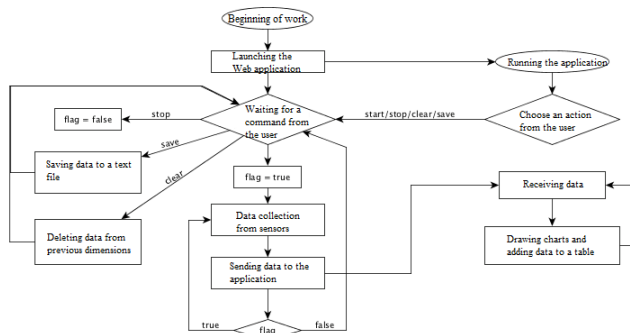 Beginning of work
Launching the
Web application
Running the application
flag = false
stop
Waiting for a
command from
the user
start/stop/clear/save
Choose an action
from the user
save
Saving data to a text
file
clear
flag = true
Receiving data
Data collection
from sensors
Deleting data from
previous dimensions
Drawing charts and
adding data to a table
Sending data to the
application
true
flag
false